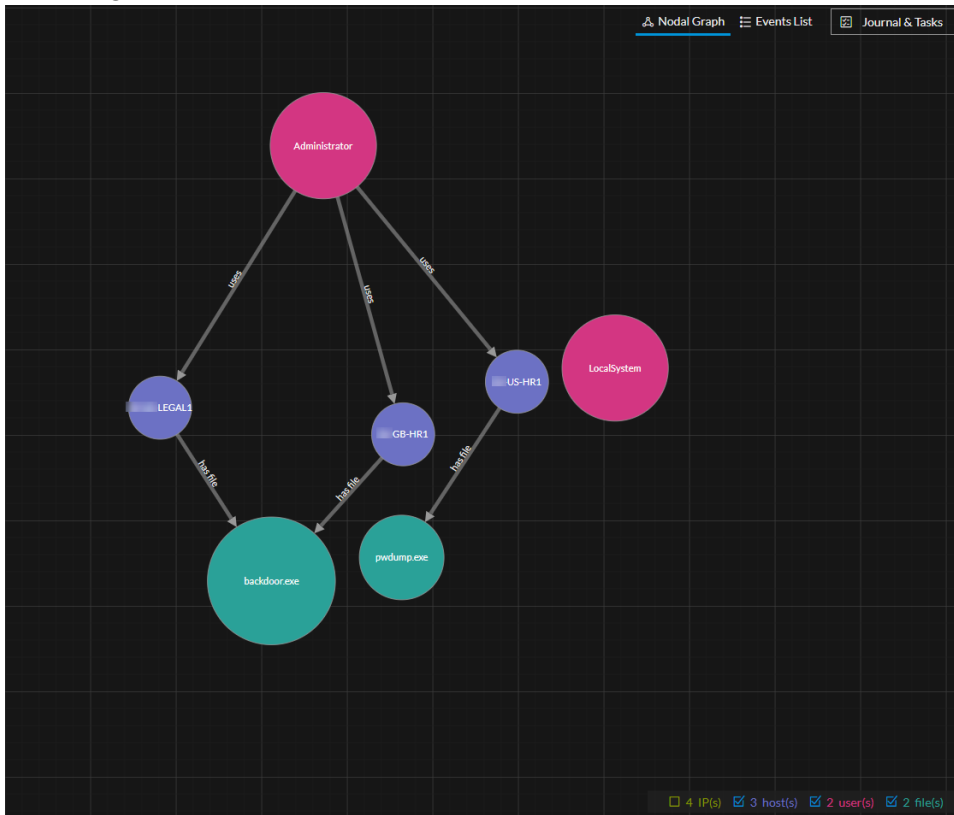 Nodal Graph Events List Journal & Tasks
Administrator
uses
uses
uses
LocalSystem
US-HR1
LEGAL1
GB-HR1
has file
has file
has file
pwdump.exe
backdoor.exe
4 IP(s) 3 host(s) 2 user(s) 2 file(s)